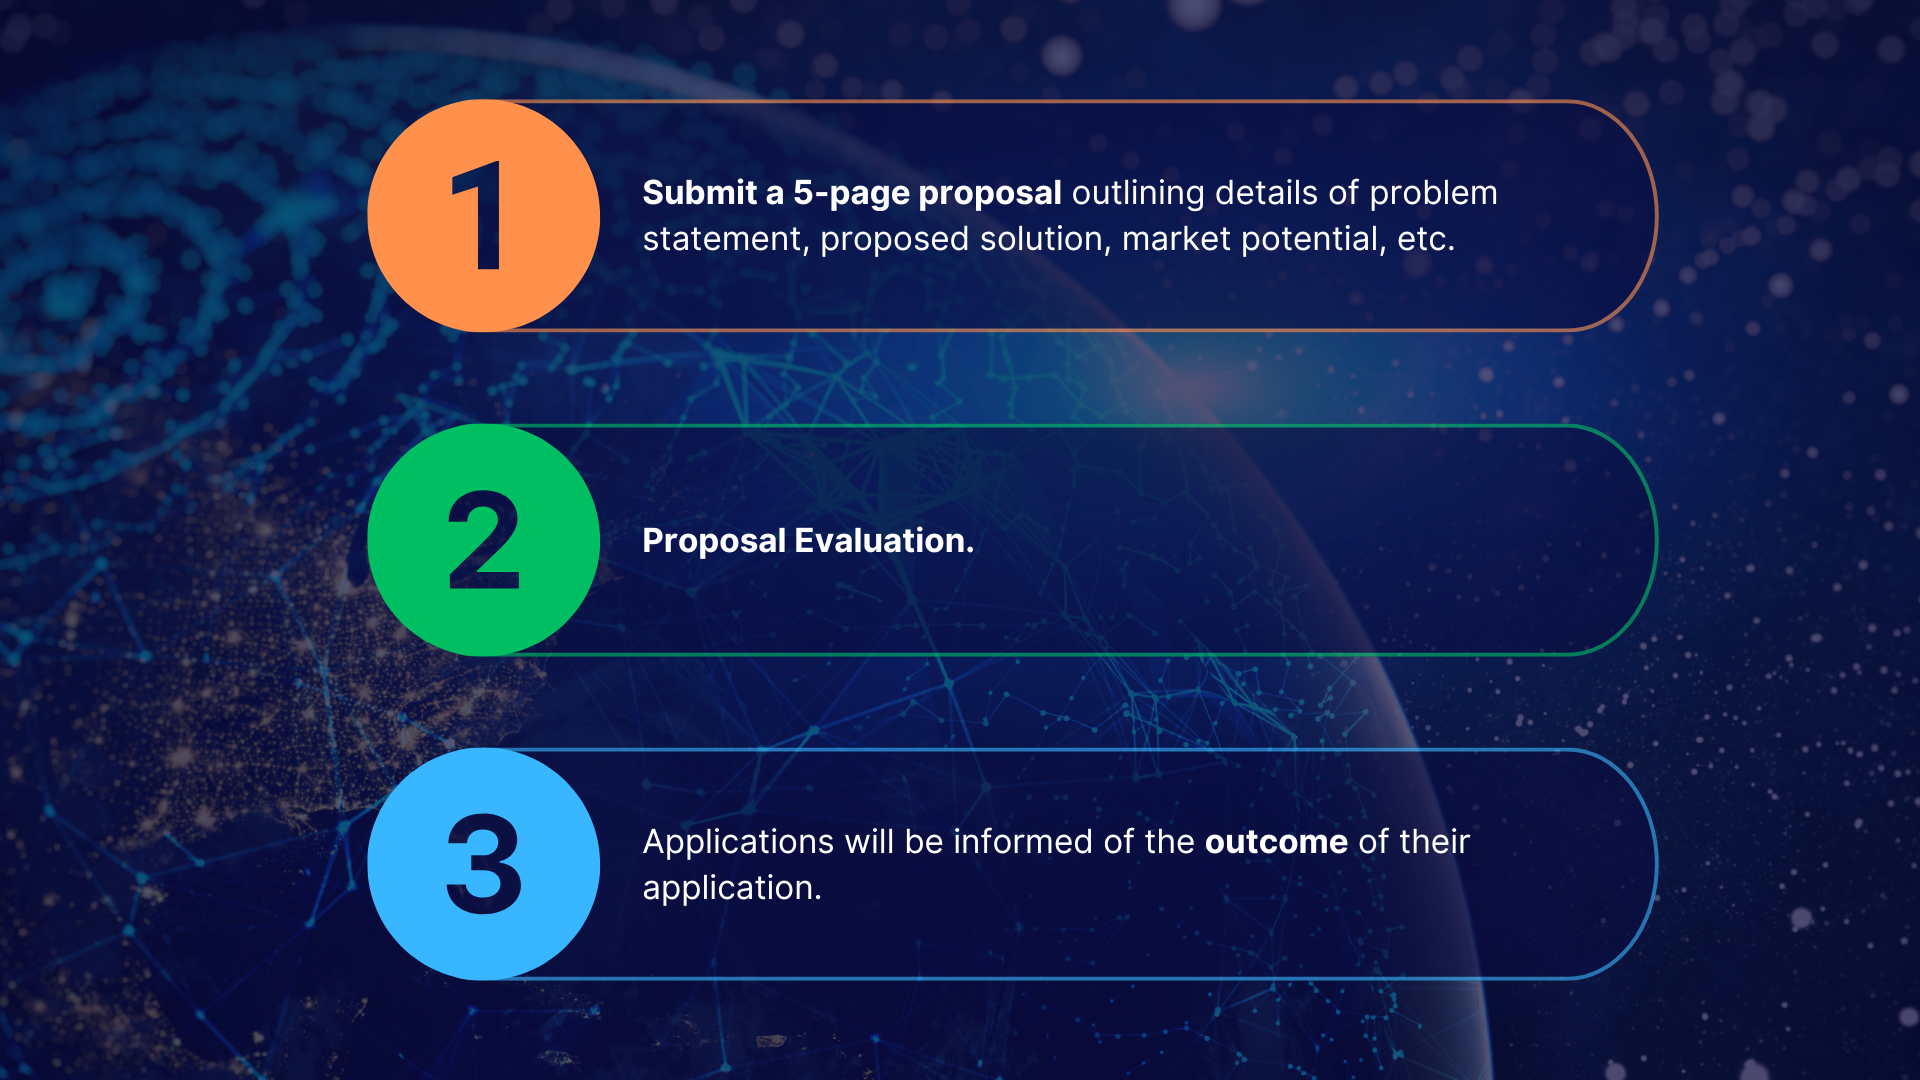 1
Submit a 5-page proposal outlining details of problem
statement, proposed solution, market potential, etc.
2
Proposal Evaluation.
3
Applications will be informed of the outcome of their
application.